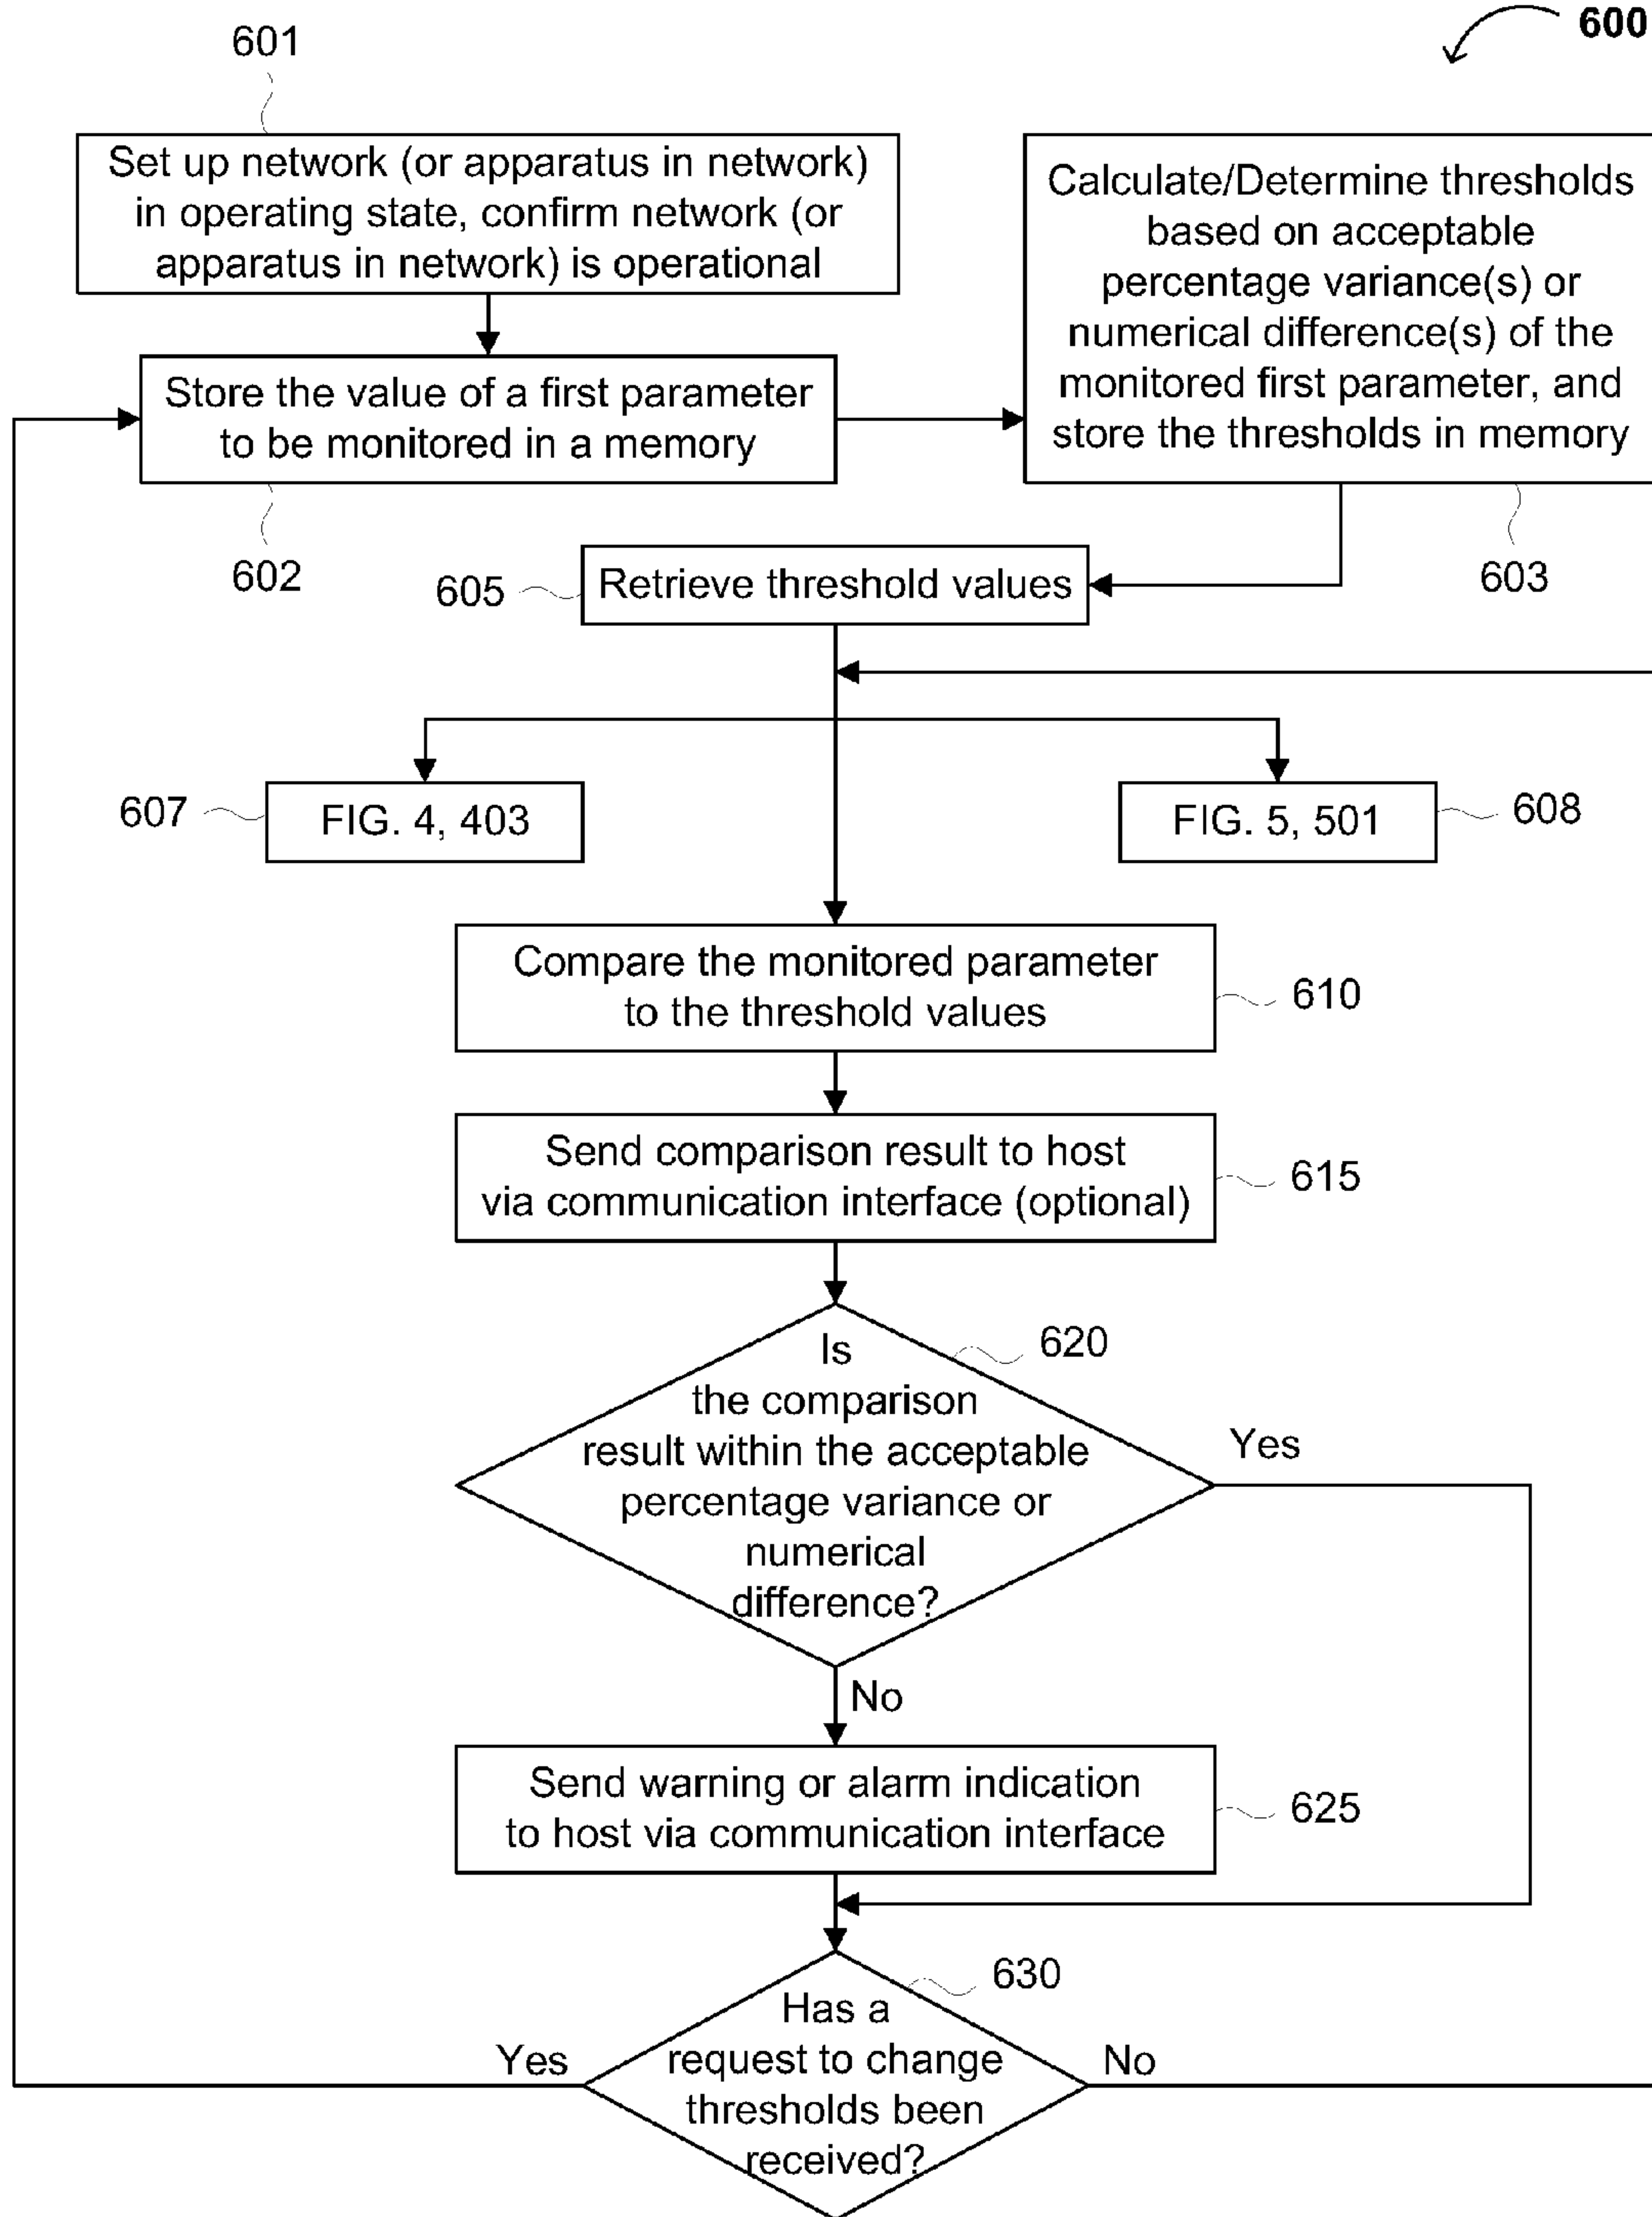 600
601
Set up network (or apparatus in network)
in operating state, confirm network (or
apparatus in network) is operational
Calculate/Determine thresholds
based on acceptable
percentage variance(s) or
numerical difference(s) of the
monitored first parameter, and
store the thresholds in memory
Store the value of a first parameter
to be monitored in a memory
602
603
605
Retrieve threshold values
607
FIG. 4, 403
FIG. 5, 501
608
Compare the monitored parameter
to the threshold values
610
Send comparison result to host
via communication interface (optional)
615
620
Is
the comparison
result within the acceptable
percentage variance or
numerical
difference?
Yes
No
Send warning or alarm indication
to host via communication interface
625
630
Has a
request to change
thresholds been
received?
Yes
No